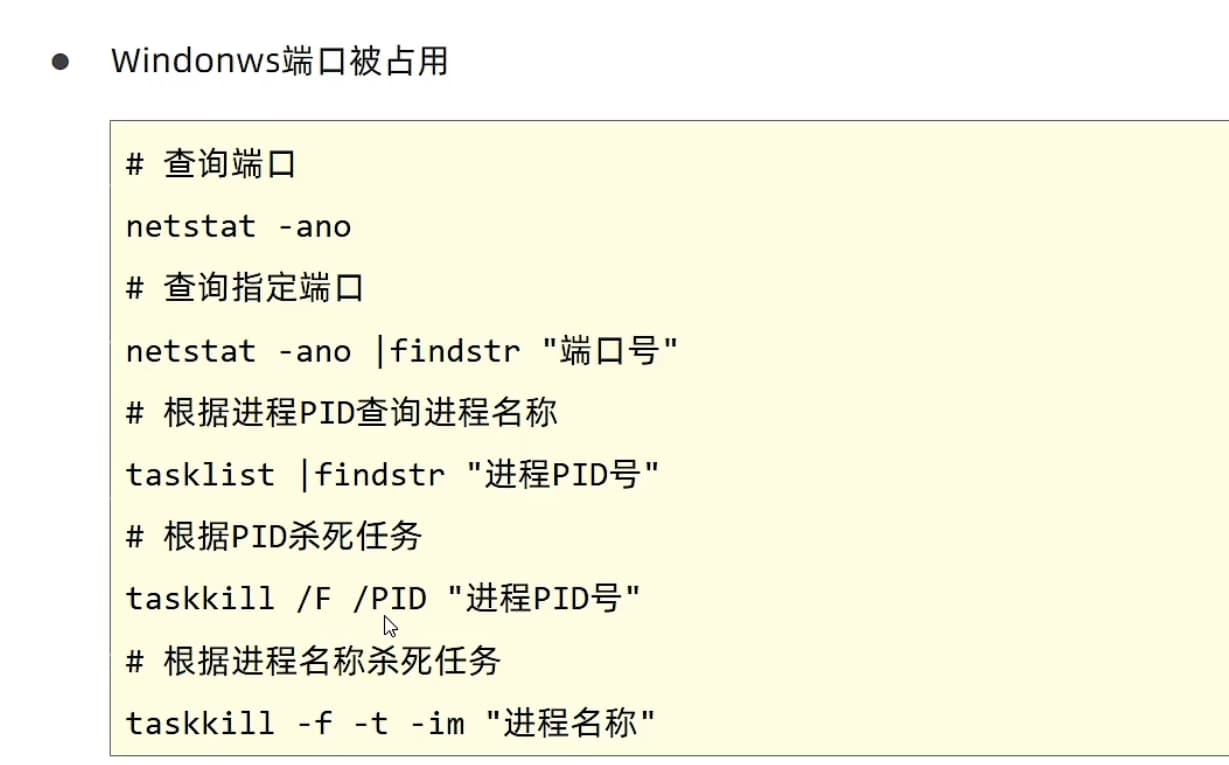 ● Windonws端口被占用
# 查询端口
netstat -ano
# 查询指定端口
netstat -ano |findstr "端口号"
# 根据进程PID查询进程名称
tasklist |findstr "进程PID号"
# 根据PID杀死任务
taskkill /F /PID "进程PID号"
# 根据进程名称杀死任务
taskkill -f -t -im "进程名称"